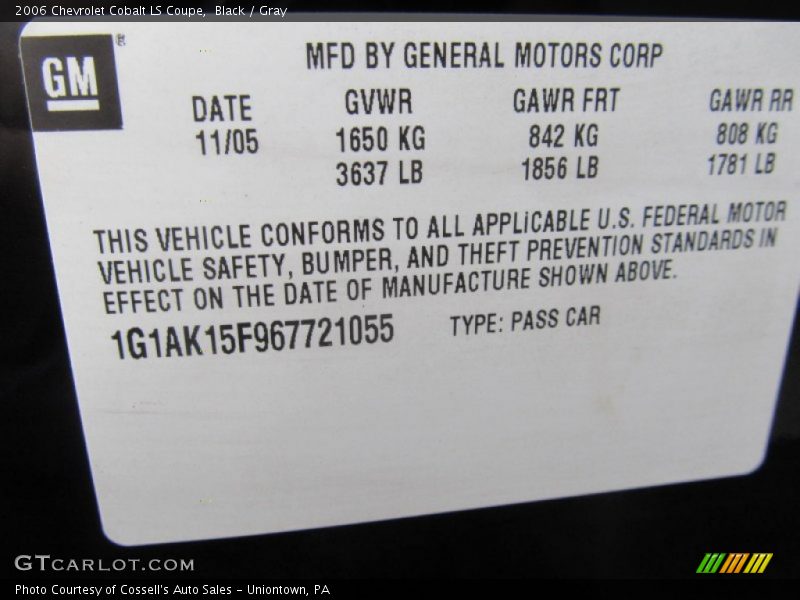 2006 Chevrolet Cobalt LS Coupe, Black / Gray
GM ®
MFD BY GENERAL MOTORS CORP
DATE GVWR GAWR FRT GAWR RR
11/05 1650 KG 842 KG 808 KG
3637 LB 1856 LB 1781 LB
THIS VEHICLE CONFORMS TO ALL APPLICABLE U.S. FEDERAL MOTOR
VEHICLE SAFETY, BUMPER, AND THEFT PREVENTION STANDARDS IN
EFFECT ON THE DATE OF MANUFACTURE SHOWN ABOVE.
1G1AK15F967721055 TYPE: PASS CAR
GTCARLOT.COM
Photo Courtesy of Cossell's Auto Sales - Uniontown, PA